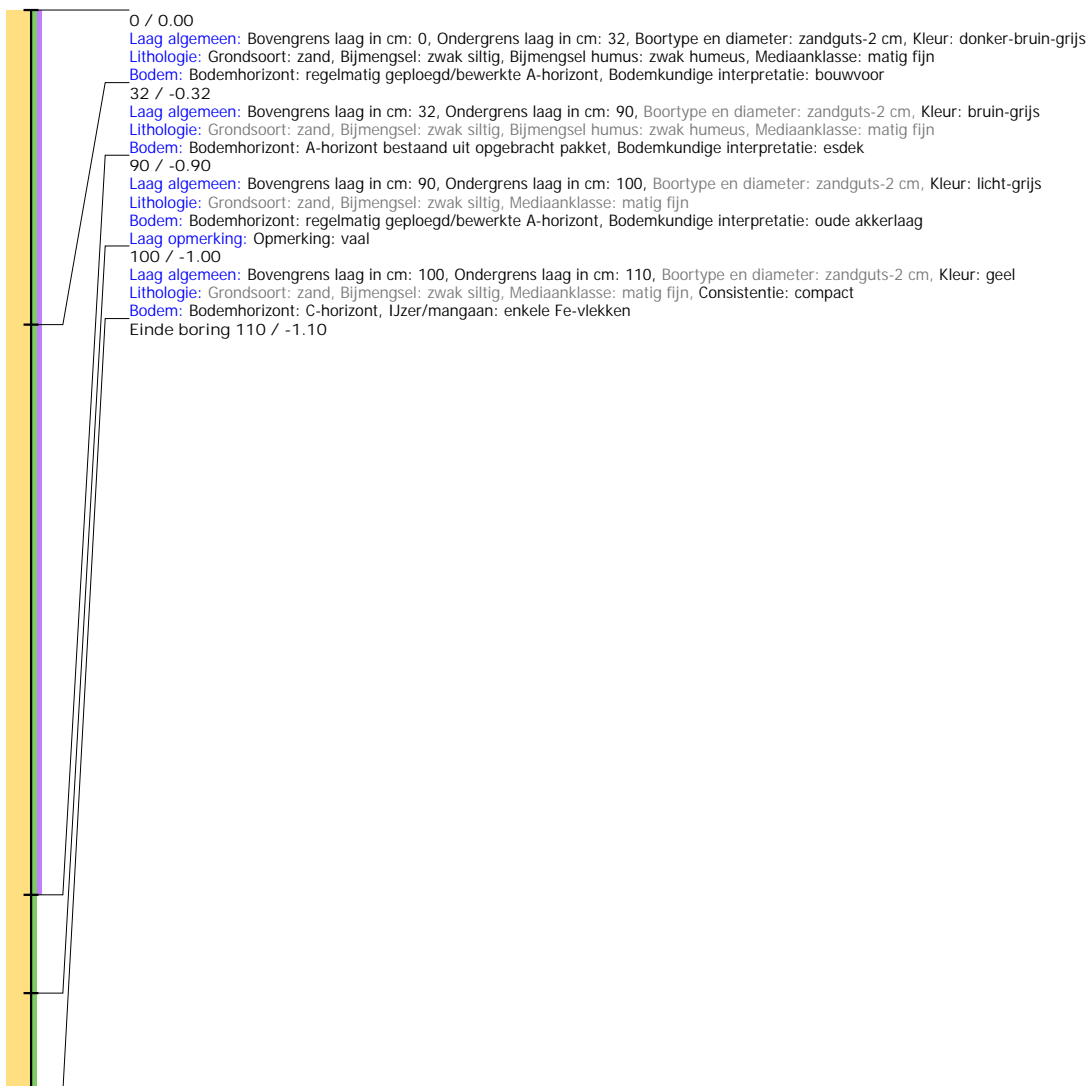 0 / 0.00
Laag algemeen: Bovengrens laag in cm: 0, Ondergrens laag in cm: 32, Boortype en diameter: zandguts-2 cm, Kleur: donker-bruin-grijs
Lithologie: Grondsoort: zand, Bijmengsel: zwak siltig, Bijmengsel humus: zwak humeus, Mediaanklasse: matig fijn
Bodem: Bodemhorizont: regelmatig geploegd/bewerkte A-horizont, Bodemkundige interpretatie: bouwvoor
32 / -0.32
Laag algemeen: Bovengrens laag in cm: 32, Ondergrens laag in cm: 90, Boortype en diameter: zandguts-2 cm, Kleur: bruin-grijs
Lithologie: Grondsoort: zand, Bijmengsel: zwak siltig, Bijmengsel humus: zwak humeus, Mediaanklasse: matig fijn
Bodem: Bodemhorizont: A-horizont bestaand uit opgebracht pakket, Bodemkundige interpretatie: esdek
90 / -0.90
Laag algemeen: Bovengrens laag in cm: 90, Ondergrens laag in cm: 100, Boortype en diameter: zandguts-2 cm, Kleur: licht-grijs
Lithologie: Grondsoort: zand, Bijmengsel: zwak siltig, Mediaanklasse: matig fijn
Bodem: Bodemhorizont: regelmatig geploegd/bewerkte A-horizont, Bodemkundige interpretatie: oude akkerlaag
Laag opmerking: Opmerking: vaal
100 / -1.00
Laag algemeen: Bovengrens laag in cm: 100, Ondergrens laag in cm: 110, Boortype en diameter: zandguts-2 cm, Kleur: geel
Lithologie: Grondsoort: zand, Bijmengsel: zwak siltig, Mediaanklasse: matig fijn, Consistentie: compact
Bodem: Bodemhorizont: C-horizont, IJzer/mangaan: enkele Fe-vlekken
Einde boring 110 / -1.10